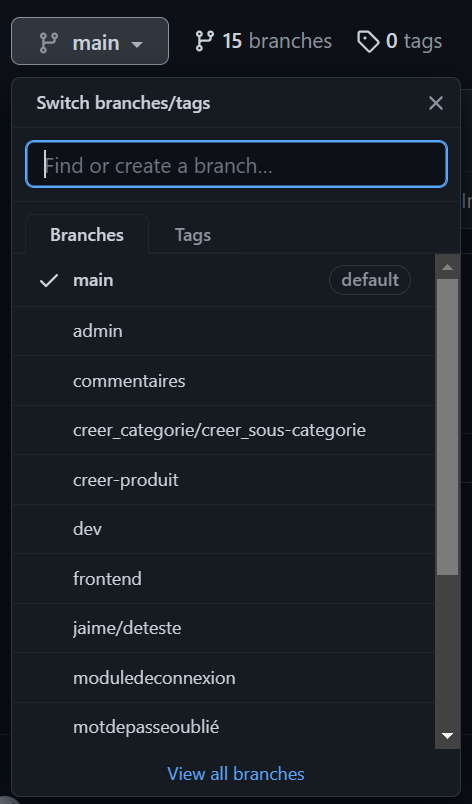 main 15 branches 0 tags
Switch branches/tags
Find or create a branch...
Branches Tags
main default
admin
commentaires
creer_categorie/creer_sous-categorie
creer-produit
dev
frontend
jaime/deteste
moduledeconnexion
motdepasseoublié
View all branches